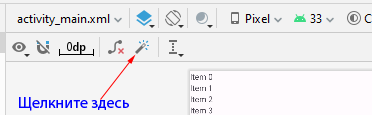 activity_main.xml Pixel 33 C
0dp
Item 0
Item 1
Щелкните здесь
Item 2
Item 3